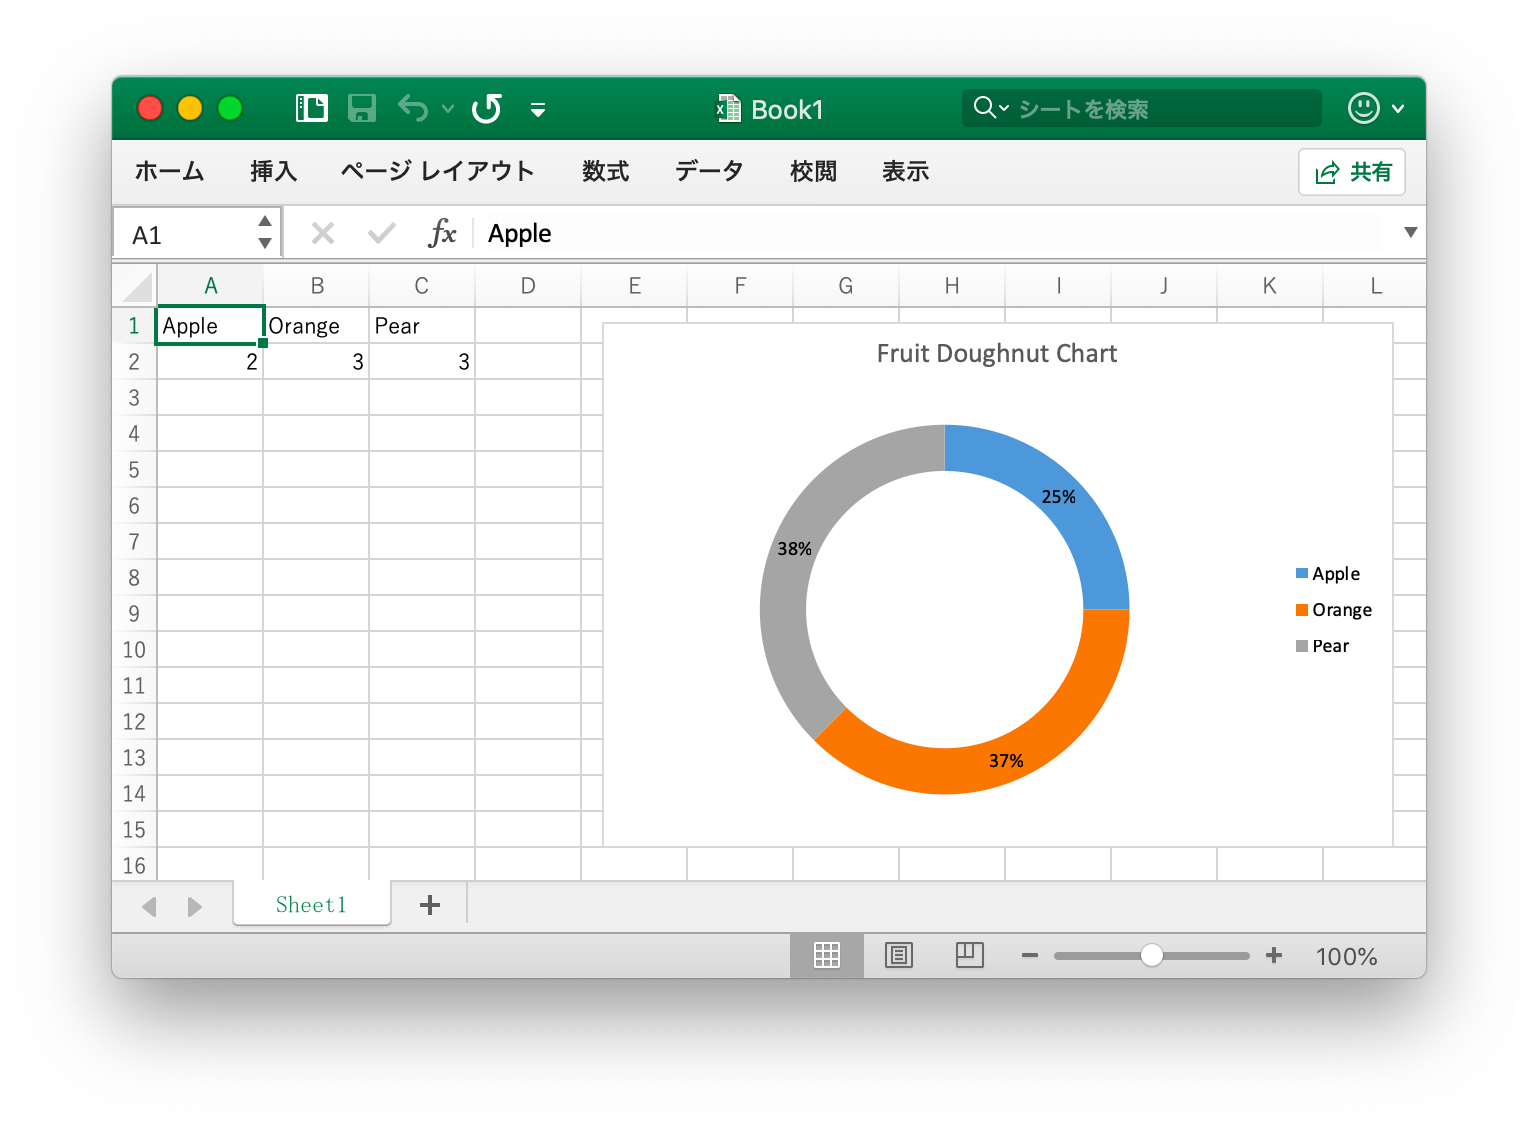 Book1
シートを検索
ホーム 挿入 ページ レイアウト 数式 データ 校閲 表示 共有
A1 fx Apple
A B C D E F G H I J K L
1 Apple Orange Pear
2 2 3 3
3
4
5
6
7
8
9
10
11
12
13
14
15
16
Fruit Doughnut Chart
25%
38%
37%
Apple
Orange
Pear
Sheet1
100%